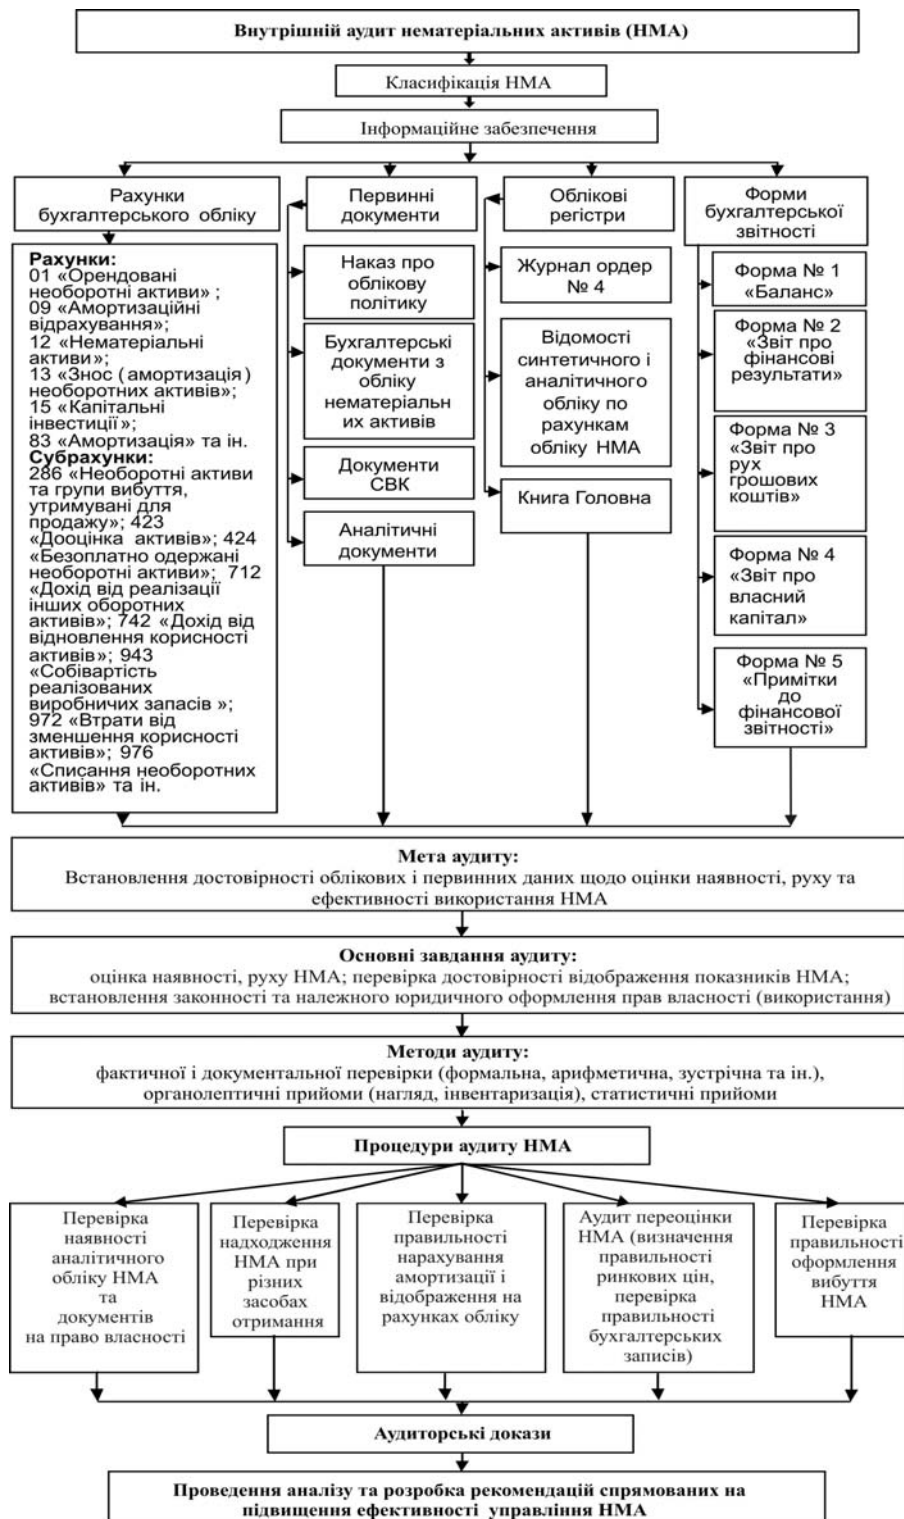 Внутрішній аудит нематеріальних активів (НМА)
Класифікація НМА
Інформаційне забезпечення
Рахунки
бухгалтерського обліку
Рахунки:
01 «Орендовані
необоротні активи» ;
09 «Амортизаційні
відрахування»;
12 «Нематеріальні
активи»;
13 «Знос ( амортизація )
необоротних активів»;
15 «Капітальні
інвестиції »;
83 «Амортизація» та ін.
Субрахунки:
286 «Необоротні активи
та групи вибуття,
утримувані для
продажу»; 423
«Дооцінка активів»; 424
«Безоплатно одержані
необоротні активи»; 712
«Дохід від реалізації
інших оборотних
активів»; 742 «Дохід від
відновлення корисності
активів»; 943
«Собівартість
реалізованих
виробничих запасів »;
972 «Втрати від
зменшення корисності
активів»; 976
«Списання необоротних
активів» та ін.
Первинні
документи
Наказ про
облікову
політику
Бухгалтерські
документи з
обліку
нематеріальн
их активів
Документи
СВК
Аналітичні
документи
Облікові
регістри
Журнал ордер
№ 4
Відомості
синтетичного і
аналітичного
обліку по
рахункам
обліку НМА
Книга Головна
Форми
бухгалтерської
звітності
Форма № 1
«Баланс»
Форма № 2
«Звіт про
фінансові
результати»
Форма № 3
«Звіт про
рух
грошових
коштів»
Форма № 4
«Звіт про
власний
капітал»
Форма № 5
«Примітки
до
фінансової
звітності»
Мета аудиту:
Встановлення достовірності облікових і первинних даних щодо оцінки наявності, руху та
ефективності використання НМА
Основні завдання аудиту:
оцінка наявності, руху НМА; перевірка достовірності відображення показників НМА;
встановлення законності та належного юридичного оформлення прав власності (використання)
Методи аудиту:
фактичної і документальної перевірки (формальна, арифметична, зустрічна та ін.),
органолептичні прийоми (нагляд, інвентаризація), статистичні прийоми
Процедури аудиту НМА
Перевірка
наявності
аналітичного
обліку НМА
та
документів
на право власності
Перевірка
надходження
НМА при
різних
засобах
отримання
Перевірка
правильності
нарахування
амортизації і
відображення на
рахунках обліку
Аудит переоцінки
НМА (визначення
правильності
ринкових цін,
перевірка
правильності
бухгалтерських
записів)
Перевірка
правильності
оформлення
вибуття
НМА
Аудиторські докази
Проведення аналізу та розробка рекомендацій спрямованих на
підвищення ефективності управління НМА